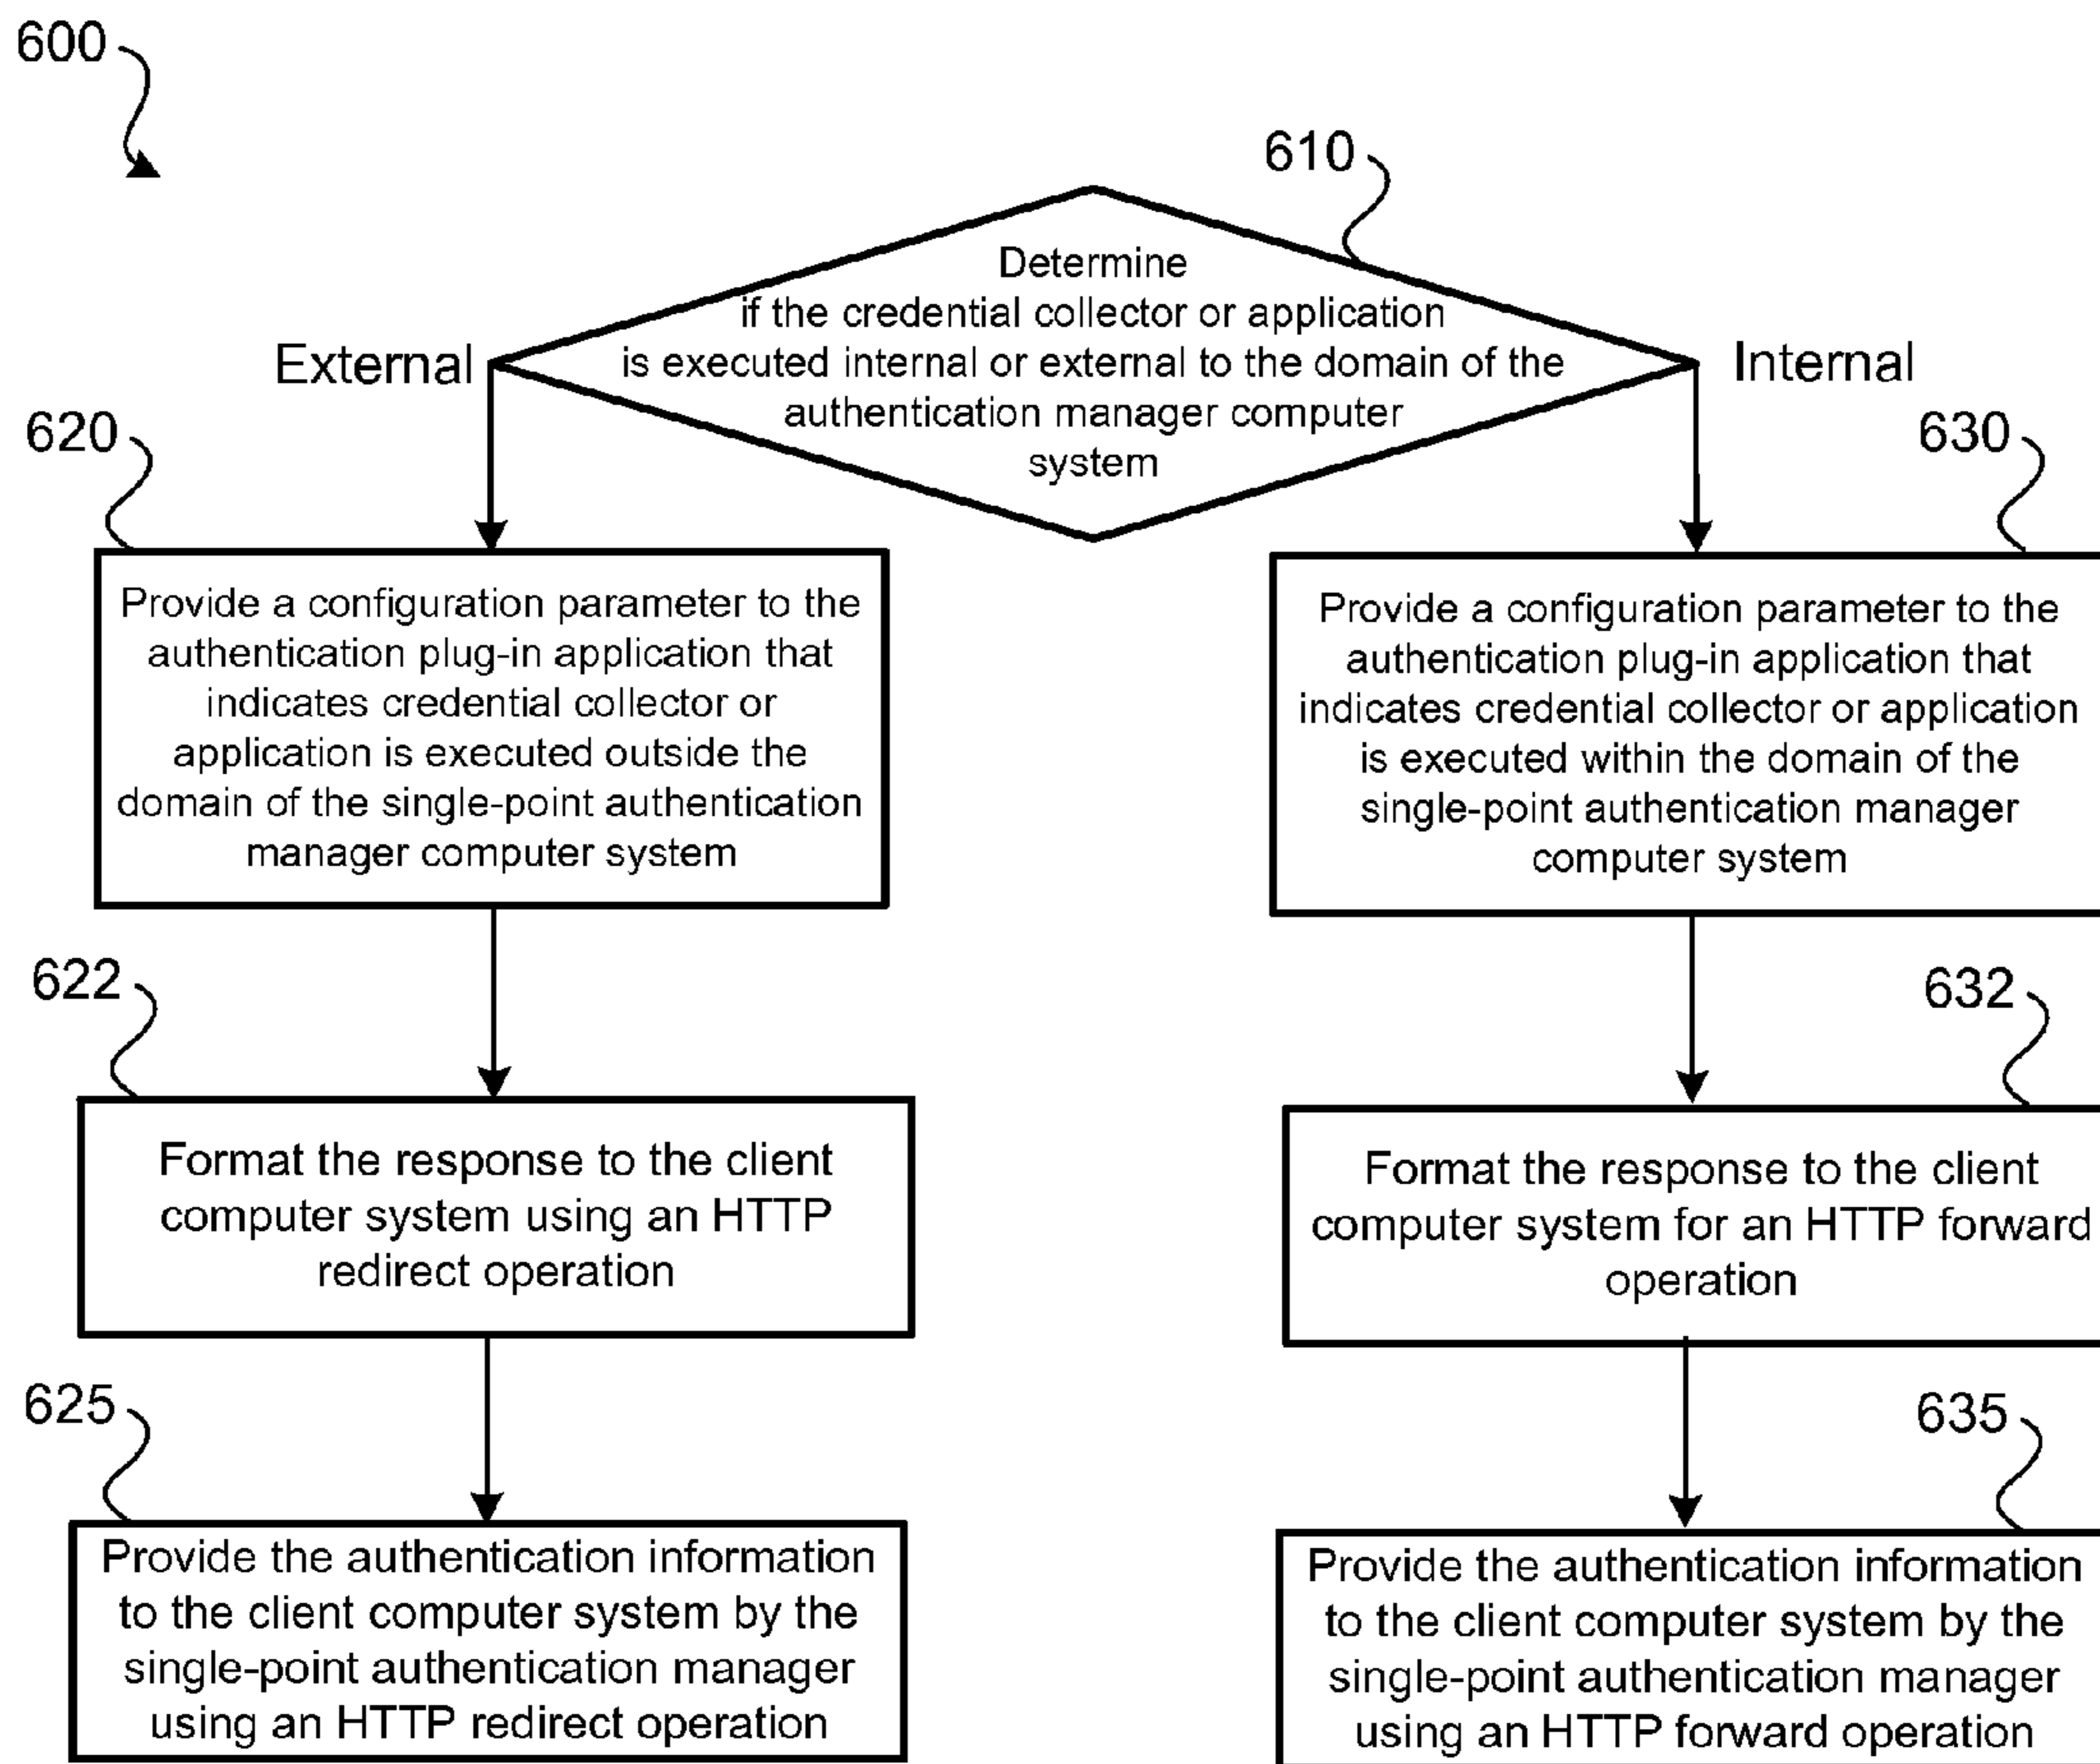 600
610
Determine
if the credential collector or application
is executed internal or external to the domain of the
authentication manager computer
system
External
Internal
620
Provide a configuration parameter to the
authentication plug-in application that
indicates credential collector or
application is executed outside the
domain of the single-point authentication
manager computer system
630
Provide a configuration parameter to the
authentication plug-in application that
indicates credential collector or application
is executed within the domain of the
single-point authentication manager
computer system
622
Format the response to the client
computer system using an HTTP
redirect operation
632
Format the response to the client
computer system for an HTTP forward
operation
625
Provide the authentication information
to the client computer system by the
single-point authentication manager
using an HTTP redirect operation
635
Provide the authentication information
to the client computer system by the
single-point authentication manager
using an HTTP forward operation